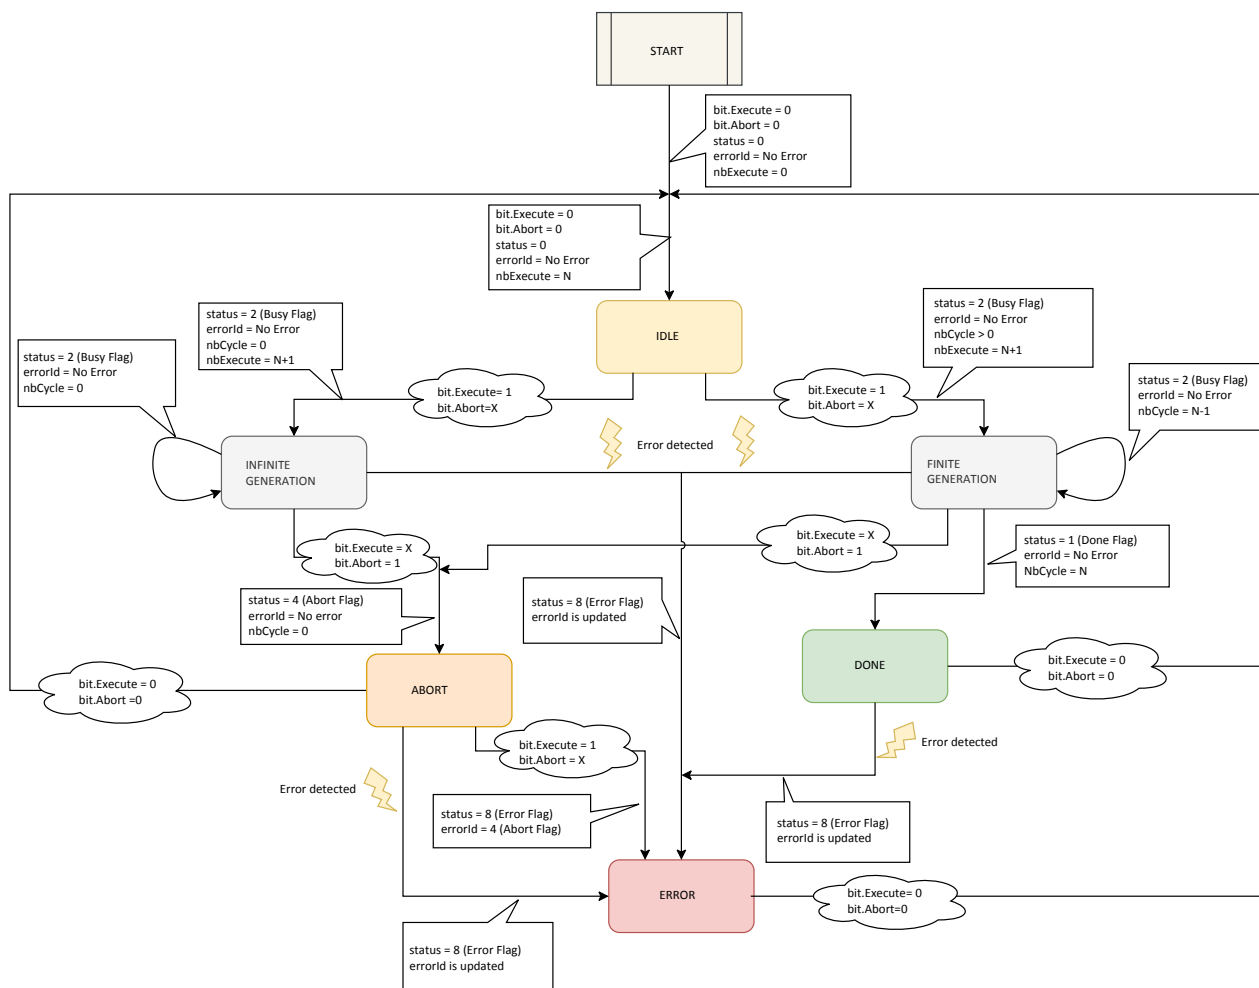 START
bit.Execute = 0
bit.Abort = 0
status = 0
errorId = No Error
nbExecute = 0
bit.Execute = 0
bit.Abort = 0
status = 0
errorId = No Error
nbExecute = N
IDLE
status = 2 (Busy Flag)
errorId = No Error
nbCycle = 0
nbExecute = N+1
status = 2 (Busy Flag)
errorId = No Error
nbCycle > 0
nbExecute = N+1
status = 2 (Busy Flag)
errorId = No Error
nbCycle = 0
bit.Execute= 1
bit.Abort=X
bit.Execute = 1
bit.Abort = X
status = 2 (Busy Flag)
errorId = No Error
nbCycle = N-1
Error detected
INFINITE
GENERATION
FINITE
GENERATION
bit.Execute = X
bit.Abort = 1
bit.Execute = X
bit.Abort = 1
status = 1 (Done Flag)
errorId = No Error
NbCycle = N
status = 4 (Abort Flag)
errorId = No error
nbCycle = 0
status = 8 (Error Flag)
errorId is updated
bit.Execute = 0
bit.Abort =0
ABORT
DONE
bit.Execute = 0
bit.Abort = 0
bit.Execute = 1
bit.Abort = X
Error detected
Error detected
status = 8 (Error Flag)
errorId = 4 (Abort Flag)
status = 8 (Error Flag)
errorId is updated
ERROR
bit.Execute= 0
bit.Abort=0
status = 8 (Error Flag)
errorId is updated